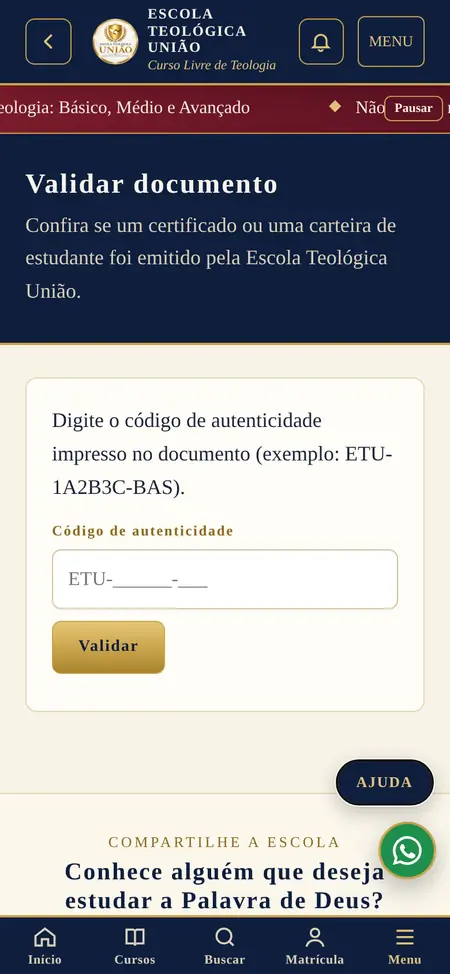 ESCOLA
TEOLÓGICA
UNIÃO
Curso Livre de Teologia
MENU
eologia: Básico, Médio e Avançado
Não
Pausar
Validar documento
Confira se um certificado ou uma carteira de
estudante foi emitido pela Escola Teológica
União.
Digite o código de autenticidade
impresso no documento (exemplo: ETU-
1A2B3C-BAS).
Código de autenticidade
ETU-______-___
Validar
AJUDA
COMPARTILHE A ESCOLA
Conhece alguém que deseja
estudar a Palavra de Deus?
Início
Cursos
Buscar
Matrícula
Menu